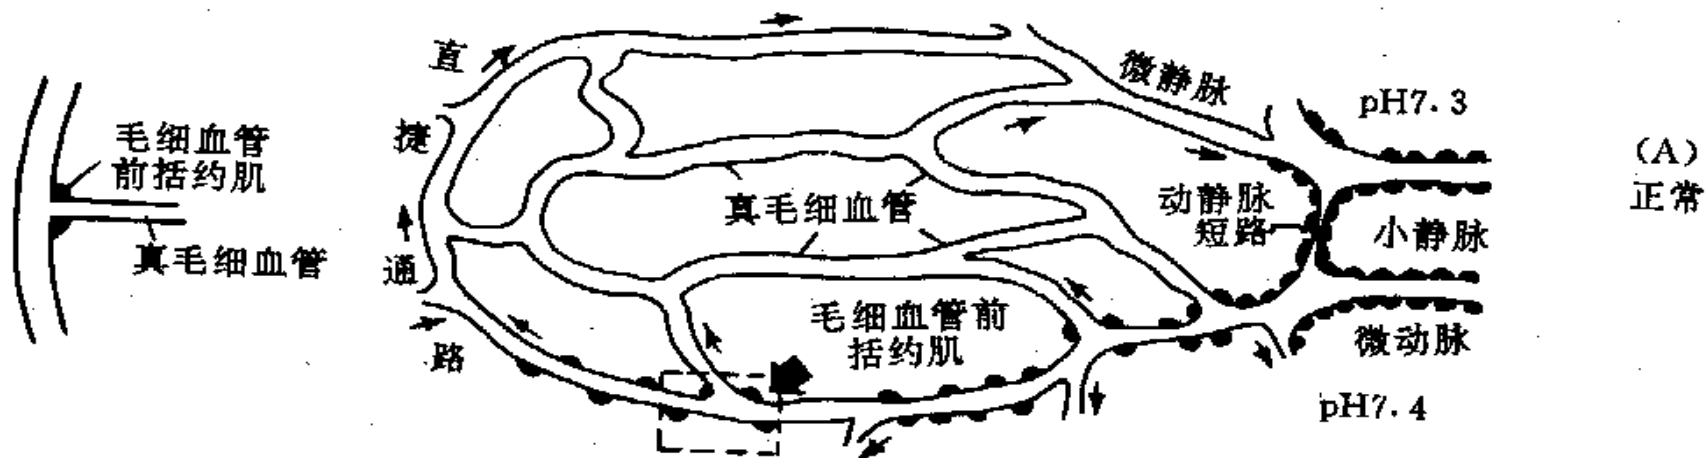 毛细血管
前括约肌
真毛细血管
直
捷
通
路
真毛细血管
毛细血管前
括约肌
微静脉
动静脉
短路
pH7.3
小静脉
微动脉
pH7.4
(A)
正常